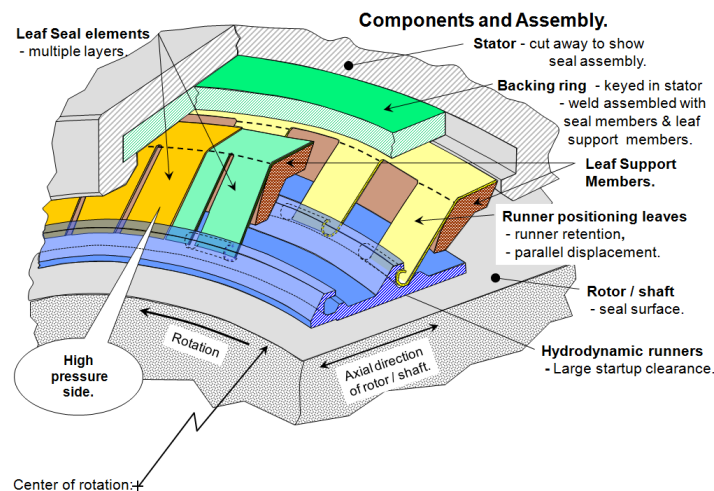 Components and Assembly.
Leaf Seal elements
- multiple layers.
Stator - cut away to show
seal assembly.
Backing ring - keyed in stator
- weld assembled with
seal members & leaf
support members.
Leaf Support
Members.
Runner positioning leaves
- runner retention,
- parallel displacement.
Rotor / shaft
- seal surface.
Hydrodynamic runners
- Large startup clearance.
Rotation
Axial direction
of rotor / shaft.
High
pressure
side.
Center of rotation: